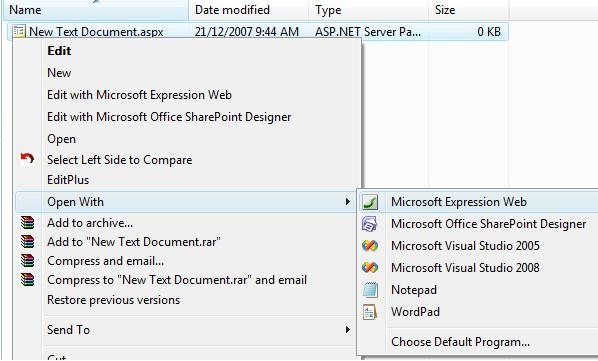 Name Date modified Type Size
New Text Document.aspx 21/12/2007 9:44 AM ASP.NET Server Pa... 0 KB
Edit
New
Edit with Microsoft Expression Web
Edit with Microsoft Office SharePoint Designer
Open
Select Left Side to Compare
EditPlus
Open With
Add to archive...
Add to "New Text Document.rar"
Compress and email...
Compress to "New Text Document.rar" and email
Restore previous versions
Send To
Cut
Microsoft Expression Web
Microsoft Office SharePoint Designer
Microsoft Visual Studio 2005
Microsoft Visual Studio 2008
Notepad
WordPad
Choose Default Program...